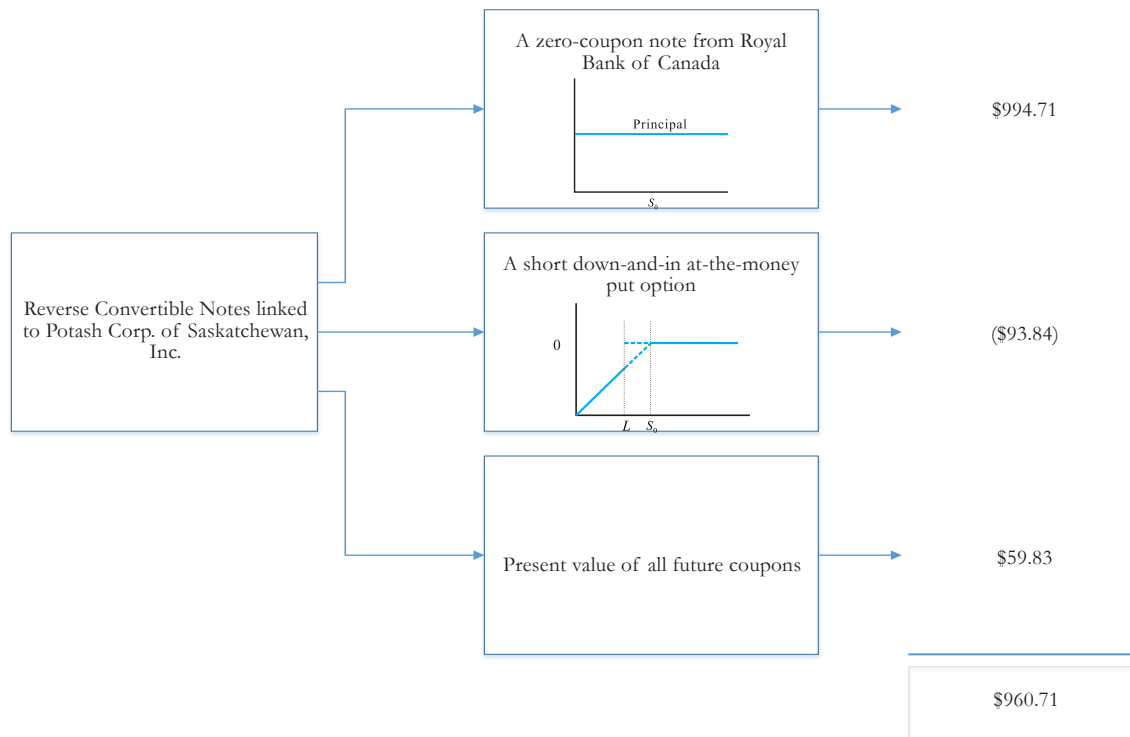 A zero-coupon note from Royal
Bank of Canada
Principal
S₀
$994.71
Reverse Convertible Notes linked
to Potash Corp. of Saskatchewan,
Inc.
A short down-and-in at-the-money
put option
0
L S₀
($93.84)
Present value of all future coupons
$59.83
$960.71